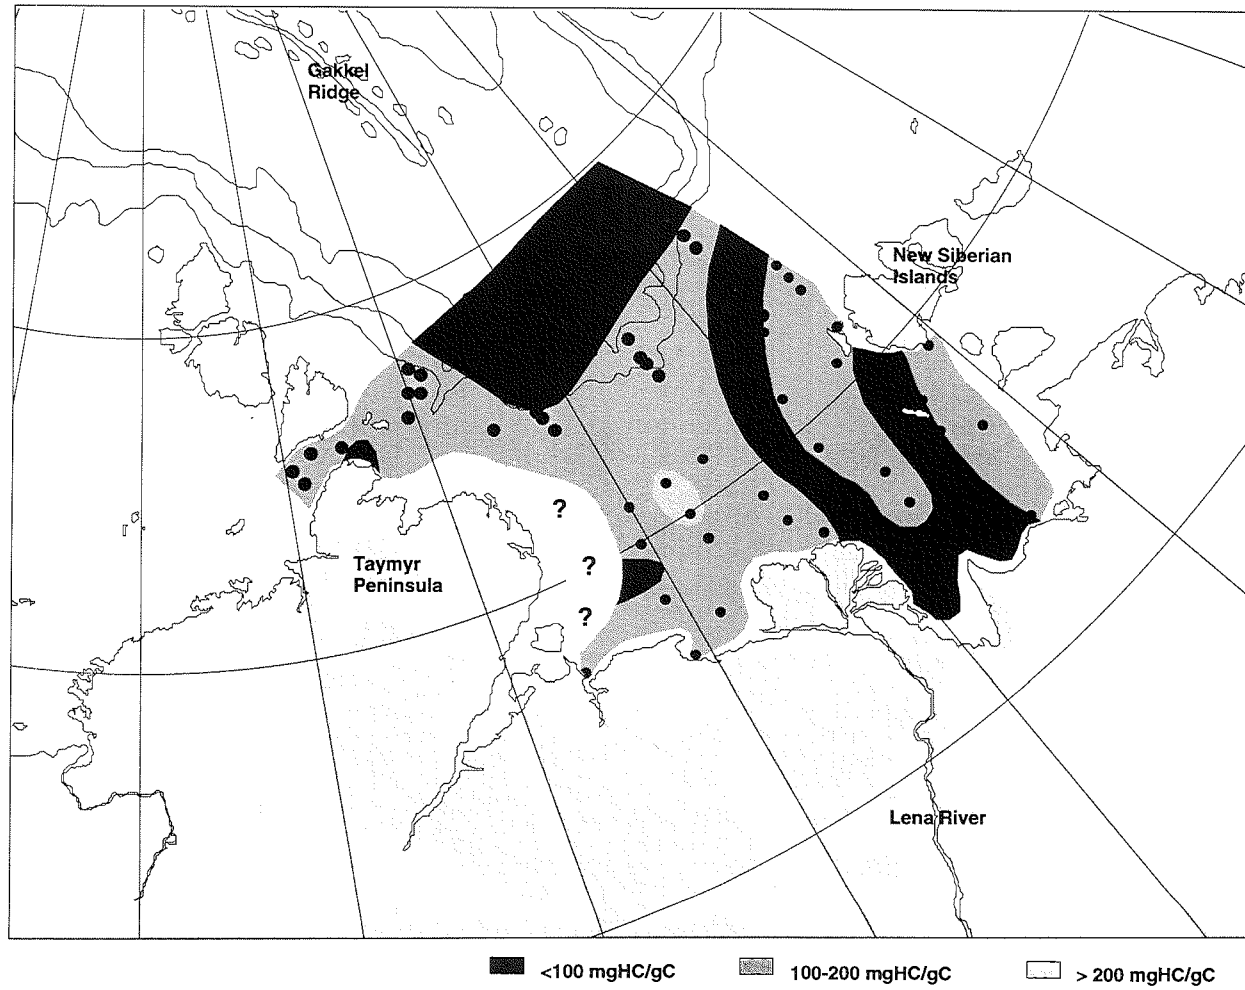 Gakkel
Ridge
New Siberian
Islands
?
?
Taymyr
Peninsula
?
Lena River
<100 mgHC/gC
100-200 mgHC/gC
> 200 mgHC/gC